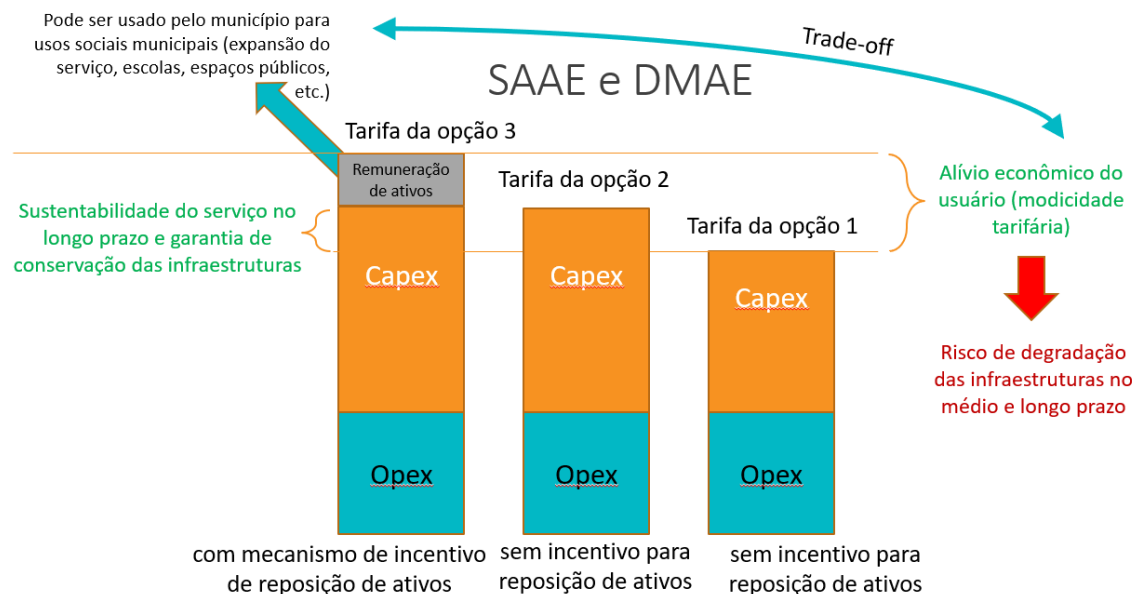 Pode ser usado pelo município para
usos sociais municipais (expansão do
serviço, escolas, espaços públicos,
etc.)
Trade-off
SAAE e DMAE
Tarifa da opção 3
Remuneração
de ativos
Tarifa da opção 2
Tarifa da opção 1
Sustentabilidade do serviço no
longo prazo e garantia de
conservação das infraestruturas
Alívio econômico do
usuário (modicidade
tarifária)
Capex
Capex
Capex
Risco de degradação
das infraestruturas no
médio e longo prazo
Opex
Opex
Opex
com mecanismo de incentivo
de reposição de ativos
sem incentivo para
reposição de ativos
sem incentivo para
reposição de ativos